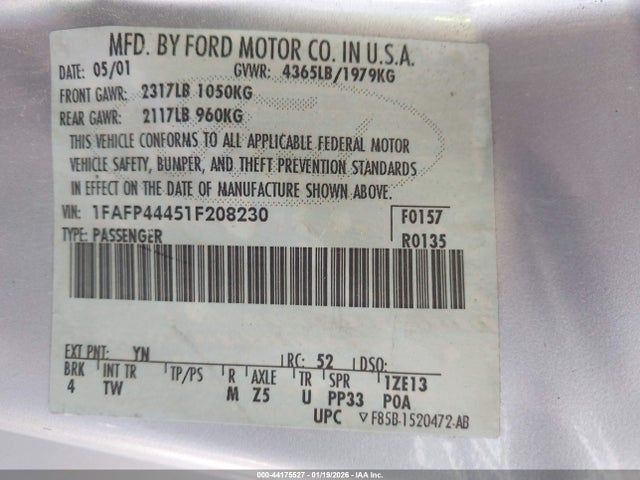 MFD. BY FORD MOTOR CO. IN U.S.A.
DATE: 05/01 GVWR: 4365LB/1979KG
FRONT GAWR: 2317LB 1050KG
REAR GAWR: 2117LB 960KG
THIS VEHICLE CONFORMS TO ALL APPLICABLE FEDERAL MOTOR
VEHICLE SAFETY, BUMPER, AND THEFT PREVENTION STANDARDS
IN EFFECT ON THE DATE OF MANUFACTURE SHOWN ABOVE.
VIN: 1FAFP44451F208230 F0157
TYPE: PASSENGER R0135
EXT PNT: YN RC: 52 DSO:
BRK INT TR TP/PS R AXLE TR SPR 1ZE13
4 TW M Z5 U PP33 P0A
UPC ▽F85B-1520472-AB
000-44175527 - 01/19/2026 - IAAI.COM